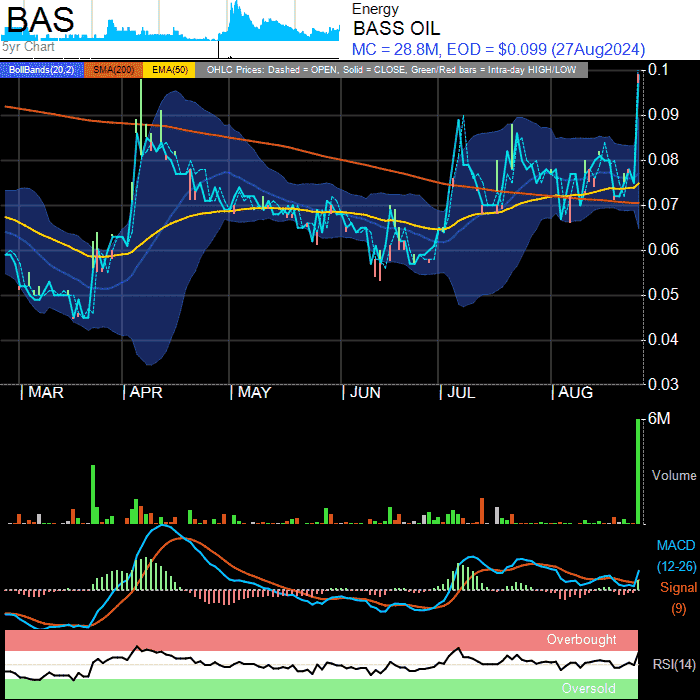 BAS
5yr Chart
Energy
BASS OIL
MC = 28.8M, EOD = $0.099 (27Aug2024)
BollBands(20,2) SMA(200) EMA(50) OHLC Prices: Dashed = OPEN, Solid = CLOSE, Green/Red bars = Intra-day HIGH/LOW
0.1
0.09
0.08
0.07
0.06
0.05
0.04
0.03
MAR APR MAY JUN JUL AUG
6M
Volume
MACD
(12-26)
Signal
(9)
Overbought
RSI(14)
Oversold